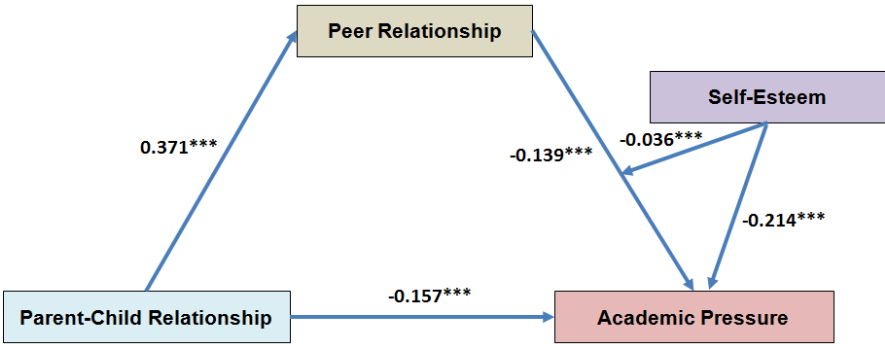 Peer Relationship
Self-Esteem
0.371***
-0.139***
-0.036***
-0.214***
-0.157***
Parent-Child Relationship
Academic Pressure